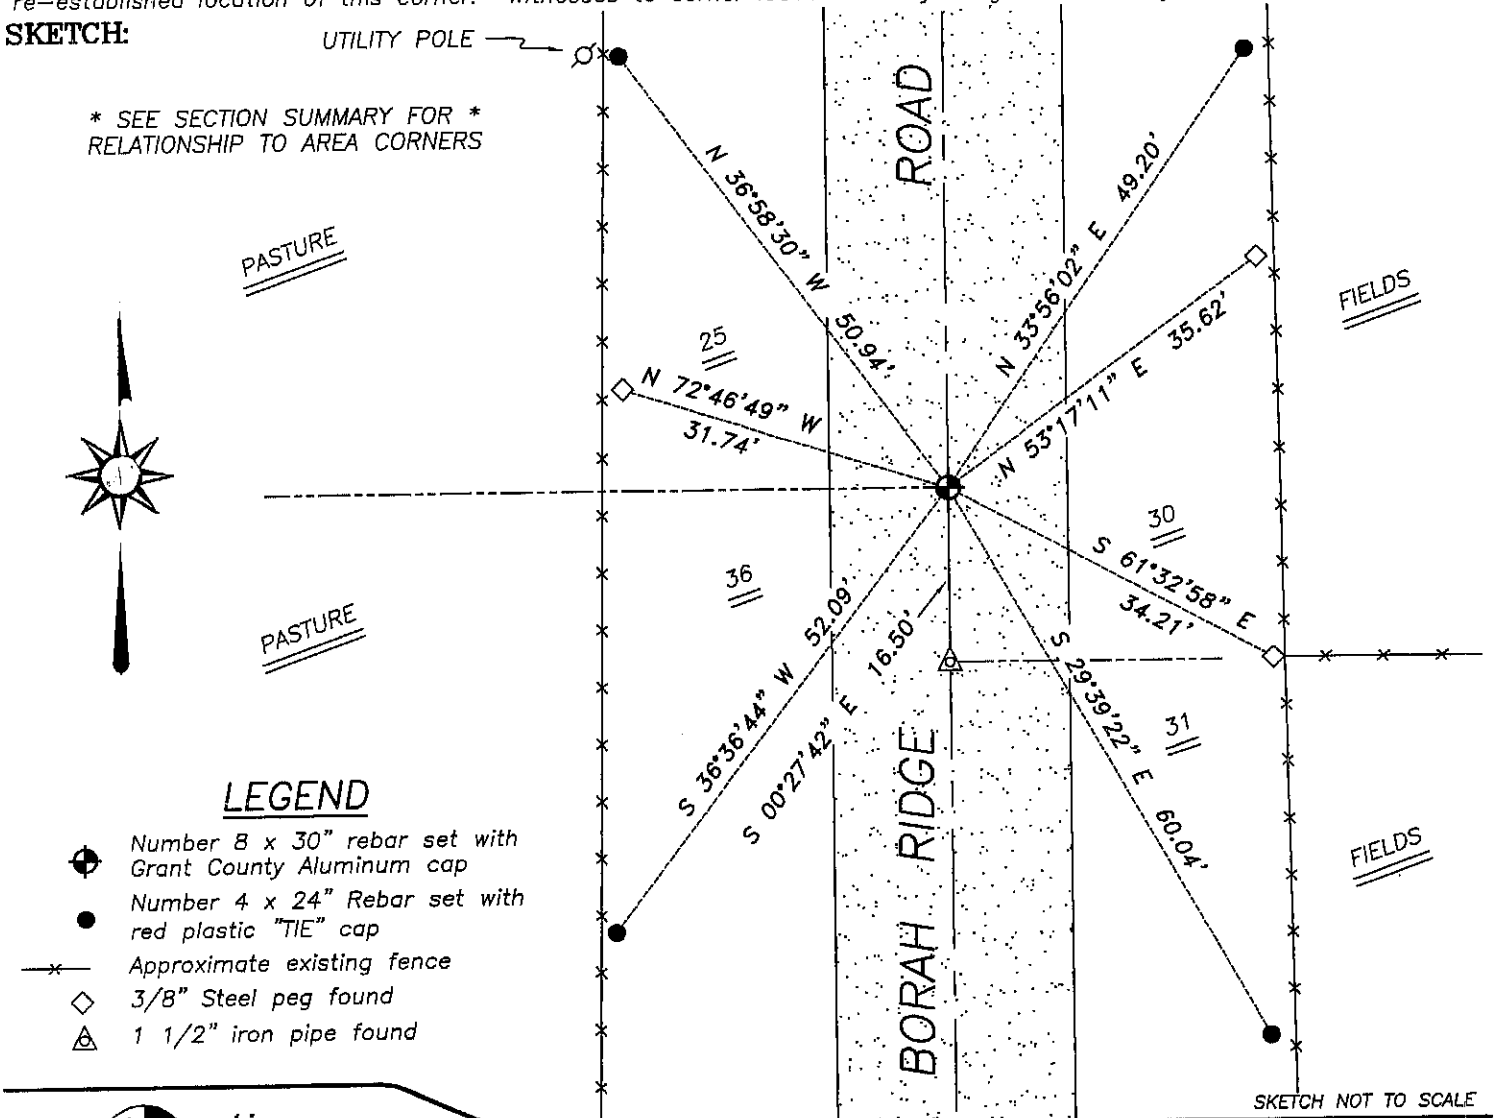 SKETCH:
UTILITY POLE
* SEE SECTION SUMMARY FOR *
RELATIONSHIP TO AREA CORNERS
ROAD
N 36°58'30" W 50.94'
N 33°56'02" E 49.20'
PASTURE
FIELDS
N 53°17'11" E 35.62'
25
N 72°46'49" W
31.74'
30
S 61°32'58" E
34.21'
36
PASTURE
S 36°36'44" W 52.09'
S 00°27'42" E 16.50'
S 29°39'22" E 60.04'
31
BORAH RIDGE
FIELDS
LEGEND
Number 8 x 30" rebar set with
Grant County Aluminum cap
Number 4 x 24" Rebar set with
red plastic "TIE" cap
Approximate existing fence
3/8" Steel peg found
1 1/2" iron pipe found
SKETCH NOT TO SCALE